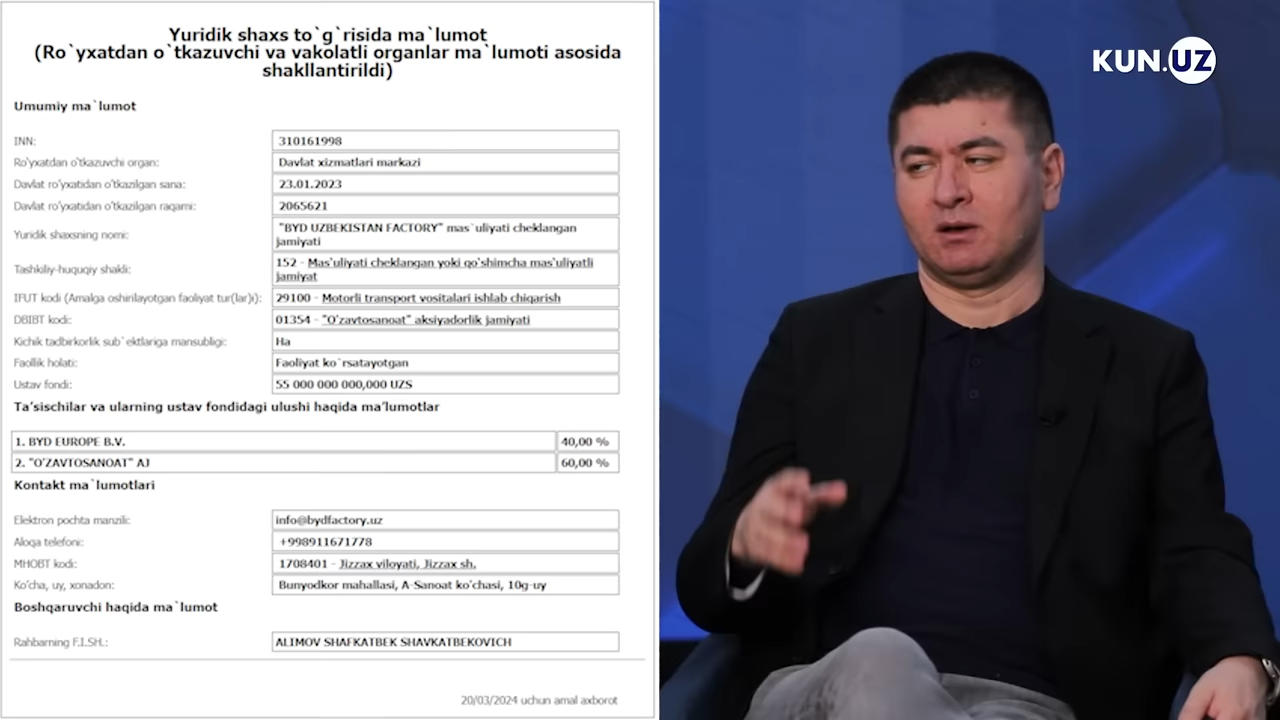 Yuridik shaxs to`g`risida ma`lumot
(Ro`yxatdan o`tkazuvchi va vakolatli organlar ma`lumoti asosida
shakllantirildi)
Umumiy ma`lumot
INN: 310161998
Ro'yxatdan o'tkazuvchi organ: Davlat xizmatlari markazi
Davlat ro'yxatidan o'tkazilgan sana: 23.01.2023
Davlat ro'yxatidan o'tkazilgan raqami: 2065621
Yuridik shaxsning nomi: "BYD UZBEKISTAN FACTORY" mas`uliyati cheklangan
jamiyati
Tashkiliy-huquqiy shakli: 152 - Mas'uliyati cheklangan yoki qo'shimcha mas'uliyatli
jamiyat
IFUT kodi (Amalga oshirilayotgan faoliyat tur(lar)i): 29100 - Motorli transport vositalari ishlab chiqarish
DBIBT kodi: 01354 - "O'zavtosanoat" aksiyadorlik jamiyati
Kichik tadbirkorlik sub`ektlariga mansubligi: Ha
Faollik holati: Faoliyat ko`rsatayotgan
Ustav fondi: 55 000 000 000,000 UZS
Ta'sischilar va ularning ustav fondidagi ulushi haqida ma'lumotlar
1. BYD EUROPE B.V. 40,00 %
2. "O'ZAVTOSANOAT" AJ 60,00 %
Kontakt ma`lumotlari
Elektron pochta manzili: info@bydfactory.uz
Aloqa telefoni: +998911671778
MHOBT kodi: 1708401 - Jizzax viloyati, Jizzax sh.
Ko'cha, uy, xonadon: Bunyodkor mahallasi, A-Sanoat ko'chasi, 10g-uy
Boshqaruvchi haqida ma`lumot
Rahbarning F.I.SH.: ALIMOV SHAFKATBEK SHAVKATBEKOVICH
20/03/2024 uchun amal axborot
KUN.UZ